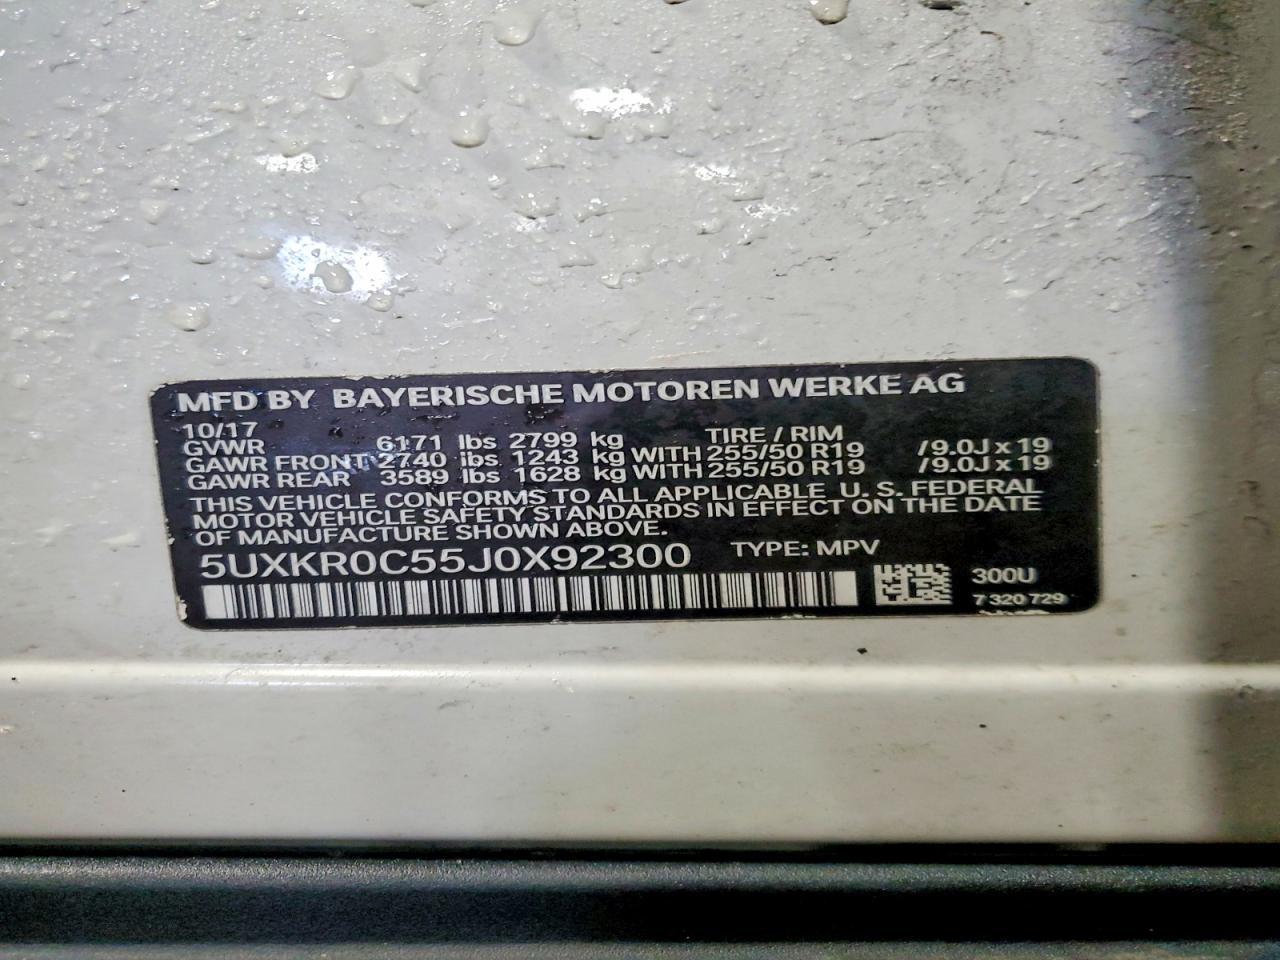 MFD BY BAYERISCHE MOTOREN WERKE AG
10/17
GVWR 6171 lbs 2799 kg TIRE / RIM
GAWR FRONT 2740 lbs 1243 kg WITH 255/50 R19 /9.0J x 19
GAWR REAR 3589 lbs 1628 kg WITH 255/50 R19 /9.0J x 19
THIS VEHICLE CONFORMS TO ALL APPLICABLE U. S. FEDERAL
MOTOR VEHICLE SAFETY STANDARDS IN EFFECT ON THE DATE
OF MANUFACTURE SHOWN ABOVE.
5UXKR0C55J0X92300 TYPE: MPV
300U
7 320 729